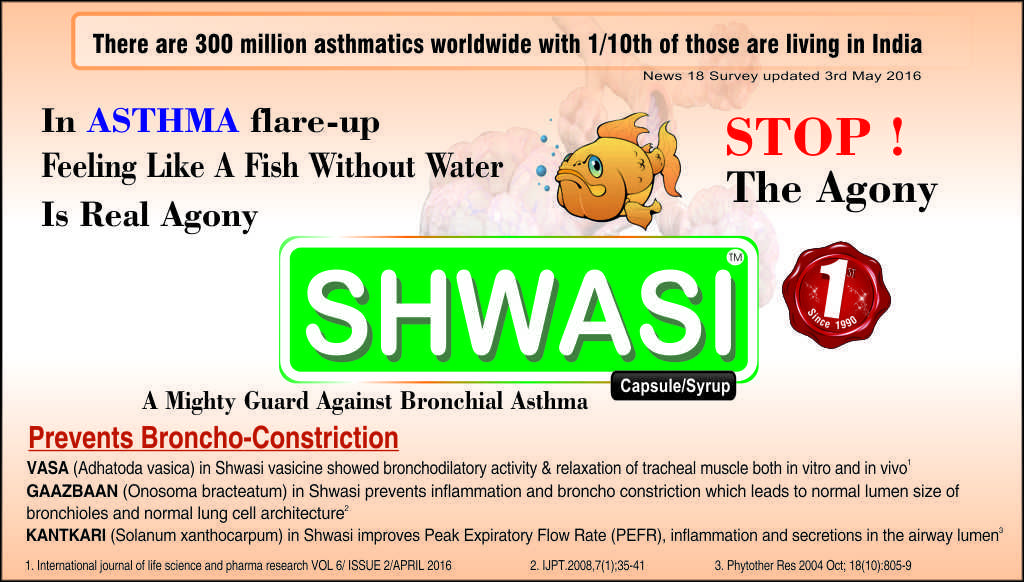 There are 300 million asthmatics worldwide with 1/10th of those are living in India
News 18 Survey updated 3rd May 2016
In ASTHMA flare-up
Feeling Like A Fish Without Water
Is Real Agony
STOP !
The Agony
SHWASI TM
1ST
Since 1990
Capsule/Syrup
A Mighty Guard Against Bronchial Asthma
Prevents Broncho-Constriction
VASA (Adhatoda vasica) in Shwasi vasicine showed bronchodilatory activity & relaxation of tracheal muscle both in vitro and in vivo1
GAAZBAAN (Onosoma bracteatum) in Shwasi prevents inflammation and broncho constriction which leads to normal lumen size of
bronchioles and normal lung cell architecture2
KANTKARI (Solanum xanthocarpum) in Shwasi improves Peak Expiratory Flow Rate (PEFR), inflammation and secretions in the airway lumen3
1. International journal of life science and pharma research VOL 6/ ISSUE 2/APRIL 2016 2. IJPT.2008,7(1);35-41 3. Phytother Res 2004 Oct; 18(10):805-9